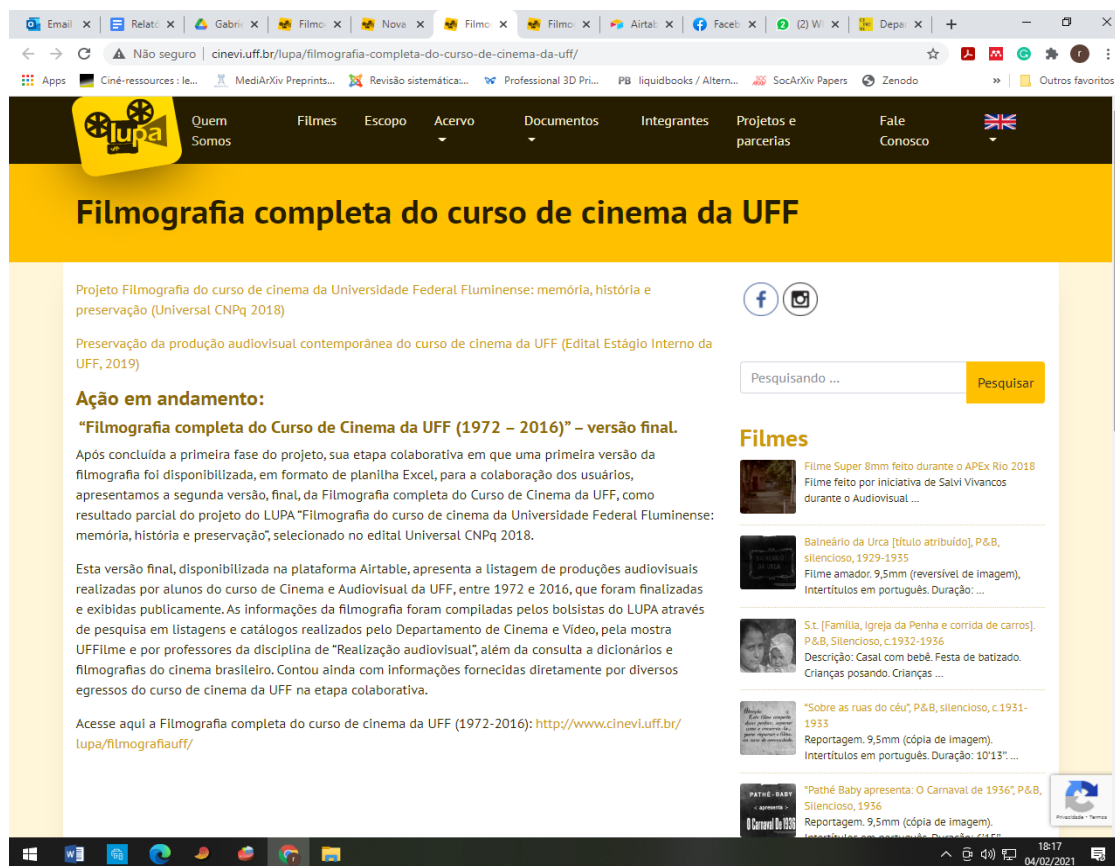 Email
Relató
Gabrie
Filmo
Nova
Filmo
Filmo
Airtab
Faceb
(2) W
Depar
Não seguro | cinevi.uff.br/lupa/filmografia-completa-do-curso-de-cinema-da-uff/
Apps
Ciné-ressources : le...
MediArXiv Preprints...
Revisão sistemática:...
Professional 3D Pri...
PB liquidbooks / Altern...
SocArXiv Papers
Zenodo
»
Outros favoritos
lupa
Quem Somos
Filmes
Escopo
Acervo
Documentos
Integrantes
Projetos e parcerias
Fale Conosco
Filmografia completa do curso de cinema da UFF
Projeto Filmografia do curso de cinema da Universidade Federal Fluminense: memória, história e
preservação (Universal CNPq 2018)
Preservação da produção audiovisual contemporânea do curso de cinema da UFF (Edital Estágio Interno da
UFF, 2019)
Ação em andamento:
“Filmografia completa do Curso de Cinema da UFF (1972 – 2016)” – versão final.
Após concluída a primeira fase do projeto, sua etapa colaborativa em que uma primeira versão da
filmografia foi disponibilizada, em formato de planilha Excel, para a colaboração dos usuários,
apresentamos a segunda versão, final, da Filmografia completa do Curso de Cinema da UFF, como
resultado parcial do projeto do LUPA “Filmografia do curso de cinema da Universidade Federal Fluminense:
memória, história e preservação”, selecionado no edital Universal CNPq 2018.
Esta versão final, disponibilizada na plataforma Airtable, apresenta a listagem de produções audiovisuais
realizadas por alunos do curso de Cinema e Audiovisual da UFF, entre 1972 e 2016, que foram finalizadas
e exibidas publicamente. As informações da filmografia foram compiladas pelos bolsistas do LUPA através
de pesquisa em listagens e catálogos realizados pelo Departamento de Cinema e Vídeo, pela mostra
UFFilme e por professores da disciplina de “Realização audiovisual”, além da consulta a dicionários e
filmografias do cinema brasileiro. Contou ainda com informações fornecidas diretamente por diversos
egressos do curso de cinema da UFF na etapa colaborativa.
Acesse aqui a Filmografia completa do curso de cinema da UFF (1972-2016): http://www.cinevi.uff.br/
lupa/filmografiauff/
Pesquisando ...
Pesquisar
Filmes
Filme Super 8mm feito durante o APEx Rio 2018
Filme feito por iniciativa de Salvi Vivancos
durante o Audiovisual ...
BALNEARIO
DA URCA
Balneário da Urca [título atribuído], P&B,
silencioso, 1929-1935
Filme amador. 9,5mm (reversível de imagem),
Intertítulos em português. Duração: ...
S.t. [Família, Igreja da Penha e corrida de carros].
P&B, Silencioso, c.1932-1936
Descrição: Casal com bebê. Festa de batizado.
Crianças posando. Crianças ...
"Sobre as ruas do céu", P&B, silencioso, c.1931-
1933
Reportagem. 9,5mm (cópia de imagem).
Intertítulos em português. Duração: 10'13". ...
PATHÉ-BABY
< apresenta >
O Carnaval De 1936
"Pathé Baby apresenta: O Carnaval de 1936", P&B,
Silencioso, 1936
Reportagem. 9,5mm (cópia de imagem).
Intertítulos em português. Duração: 6'15"
Privacidade - Termos
18:17
04/02/2021